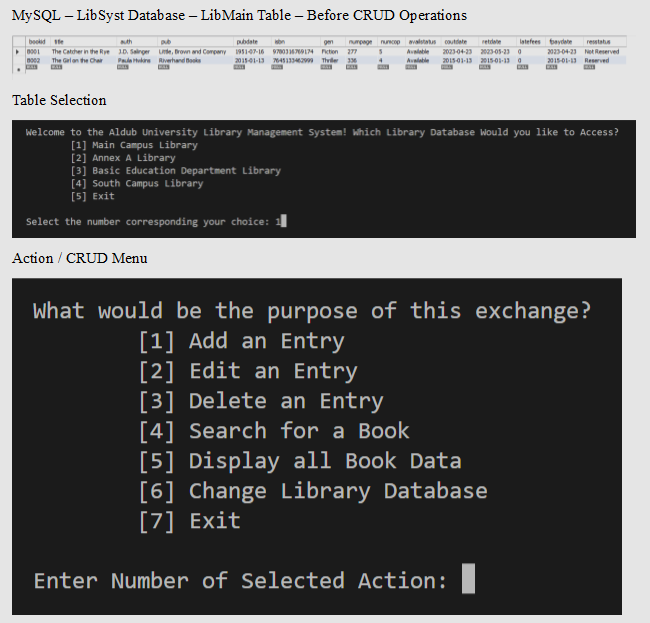 MySQL – LibSyst Database – LibMain Table – Before CRUD Operations
bookid title auth pub pubdate isbn gen numpage numcop availstatus coutdate retdate latefees fpaydate resstatus
B001 The Catcher in the Rye J.D. Salinger Little, Brown and Company 1951-07-16 9780316769174 Fiction 277 5 Available 2023-04-23 2023-05-23 0 2023-04-23 Not Reserved
B002 The Girl on the Chair Paula Riverhand Books 2015-01-13 7645133462999 Thriller 336 4 Available 2015-01-13 2015-01-13 0 2015-01-13 Reserved
NULL NULL NULL NULL NULL NULL NULL NULL NULL NULL NULL NULL NULL NULL NULL
Table Selection
Welcome to the Aldub University Library Management System! Which Library Database Would you like to Access?
[1] Main Campus Library
[2] Annex A Library
[3] Basic Education Department Library
[4] South Campus Library
[5] Exit
Select the number corresponding your choice: 1
Action / CRUD Menu
What would be the purpose of this exchange?
[1] Add an Entry
[2] Edit an Entry
[3] Delete an Entry
[4] Search for a Book
[5] Display all Book Data
[6] Change Library Database
[7] Exit
Enter Number of Selected Action: